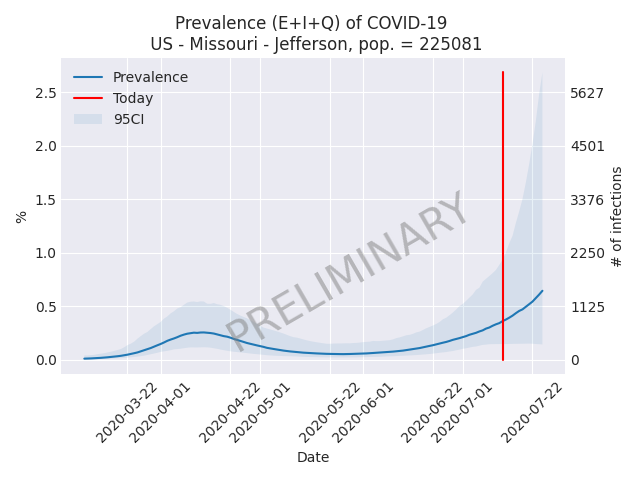 Prevalence (E+I+Q) of COVID-19
US - Missouri - Jefferson, pop. = 225081
Prevalence
Today
95CI
PRELIMINARY
%
2.5
2.0
1.5
1.0
0.5
0.0
5627
4501
3376
2250
1125
0
# of infections
2020-03-22
2020-04-01
2020-04-22
2020-05-01
2020-05-22
2020-06-01
2020-06-22
2020-07-01
2020-07-22
Date